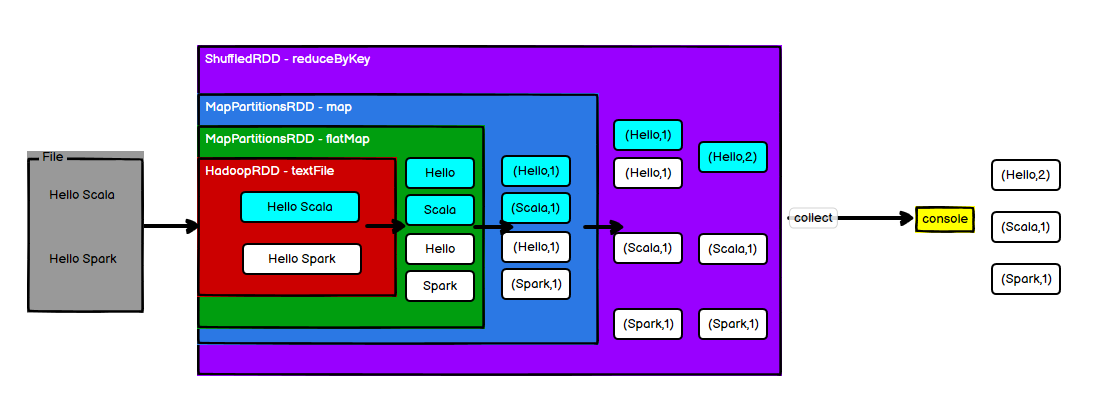 ShuffledRDD - reduceByKey
MapPartitionsRDD - map
MapPartitionsRDD - flatMap
HadoopRDD - textFile
File
Hello Scala
Hello Spark
Hello Scala
Hello Spark
Hello
Scala
Hello
Spark
(Hello,1)
(Scala,1)
(Hello,1)
(Spark,1)
(Hello,1)
(Hello,1)
(Scala,1)
(Spark,1)
(Hello,2)
(Scala,1)
(Spark,1)
collect
console
(Hello,2)
(Scala,1)
(Spark,1)